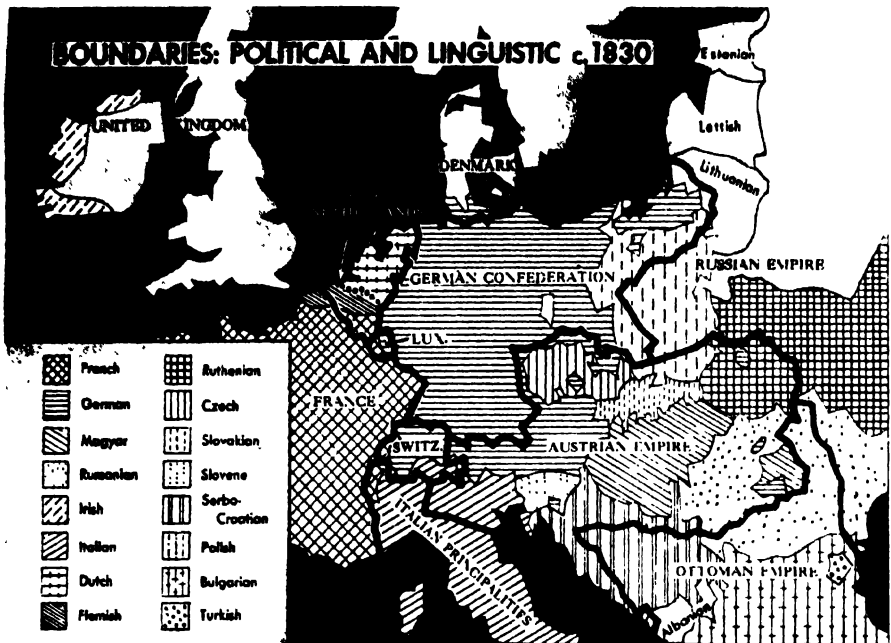 BOUNDARIES: POLITICAL AND LINGUISTIC c. 1830
Estonian
UNITED KINGDOM
Lettish
DENMARK
Lithuanian
NETHERLANDS
RUSSIAN EMPIRE
GERMAN CONFEDERATION
LUX.
FRANCE
SWITZ
AUSTRIAN EMPIRE
ITALIAN PRINCIPALITIES
OTTOMAN EMPIRE
Albanian
French
German
Magyar
Rumanian
Irish
Italian
Dutch
Flemish
Ruthenian
Czech
Slovakian
Slovene
Serbo-
Croation
Polish
Bulgarian
Turkish